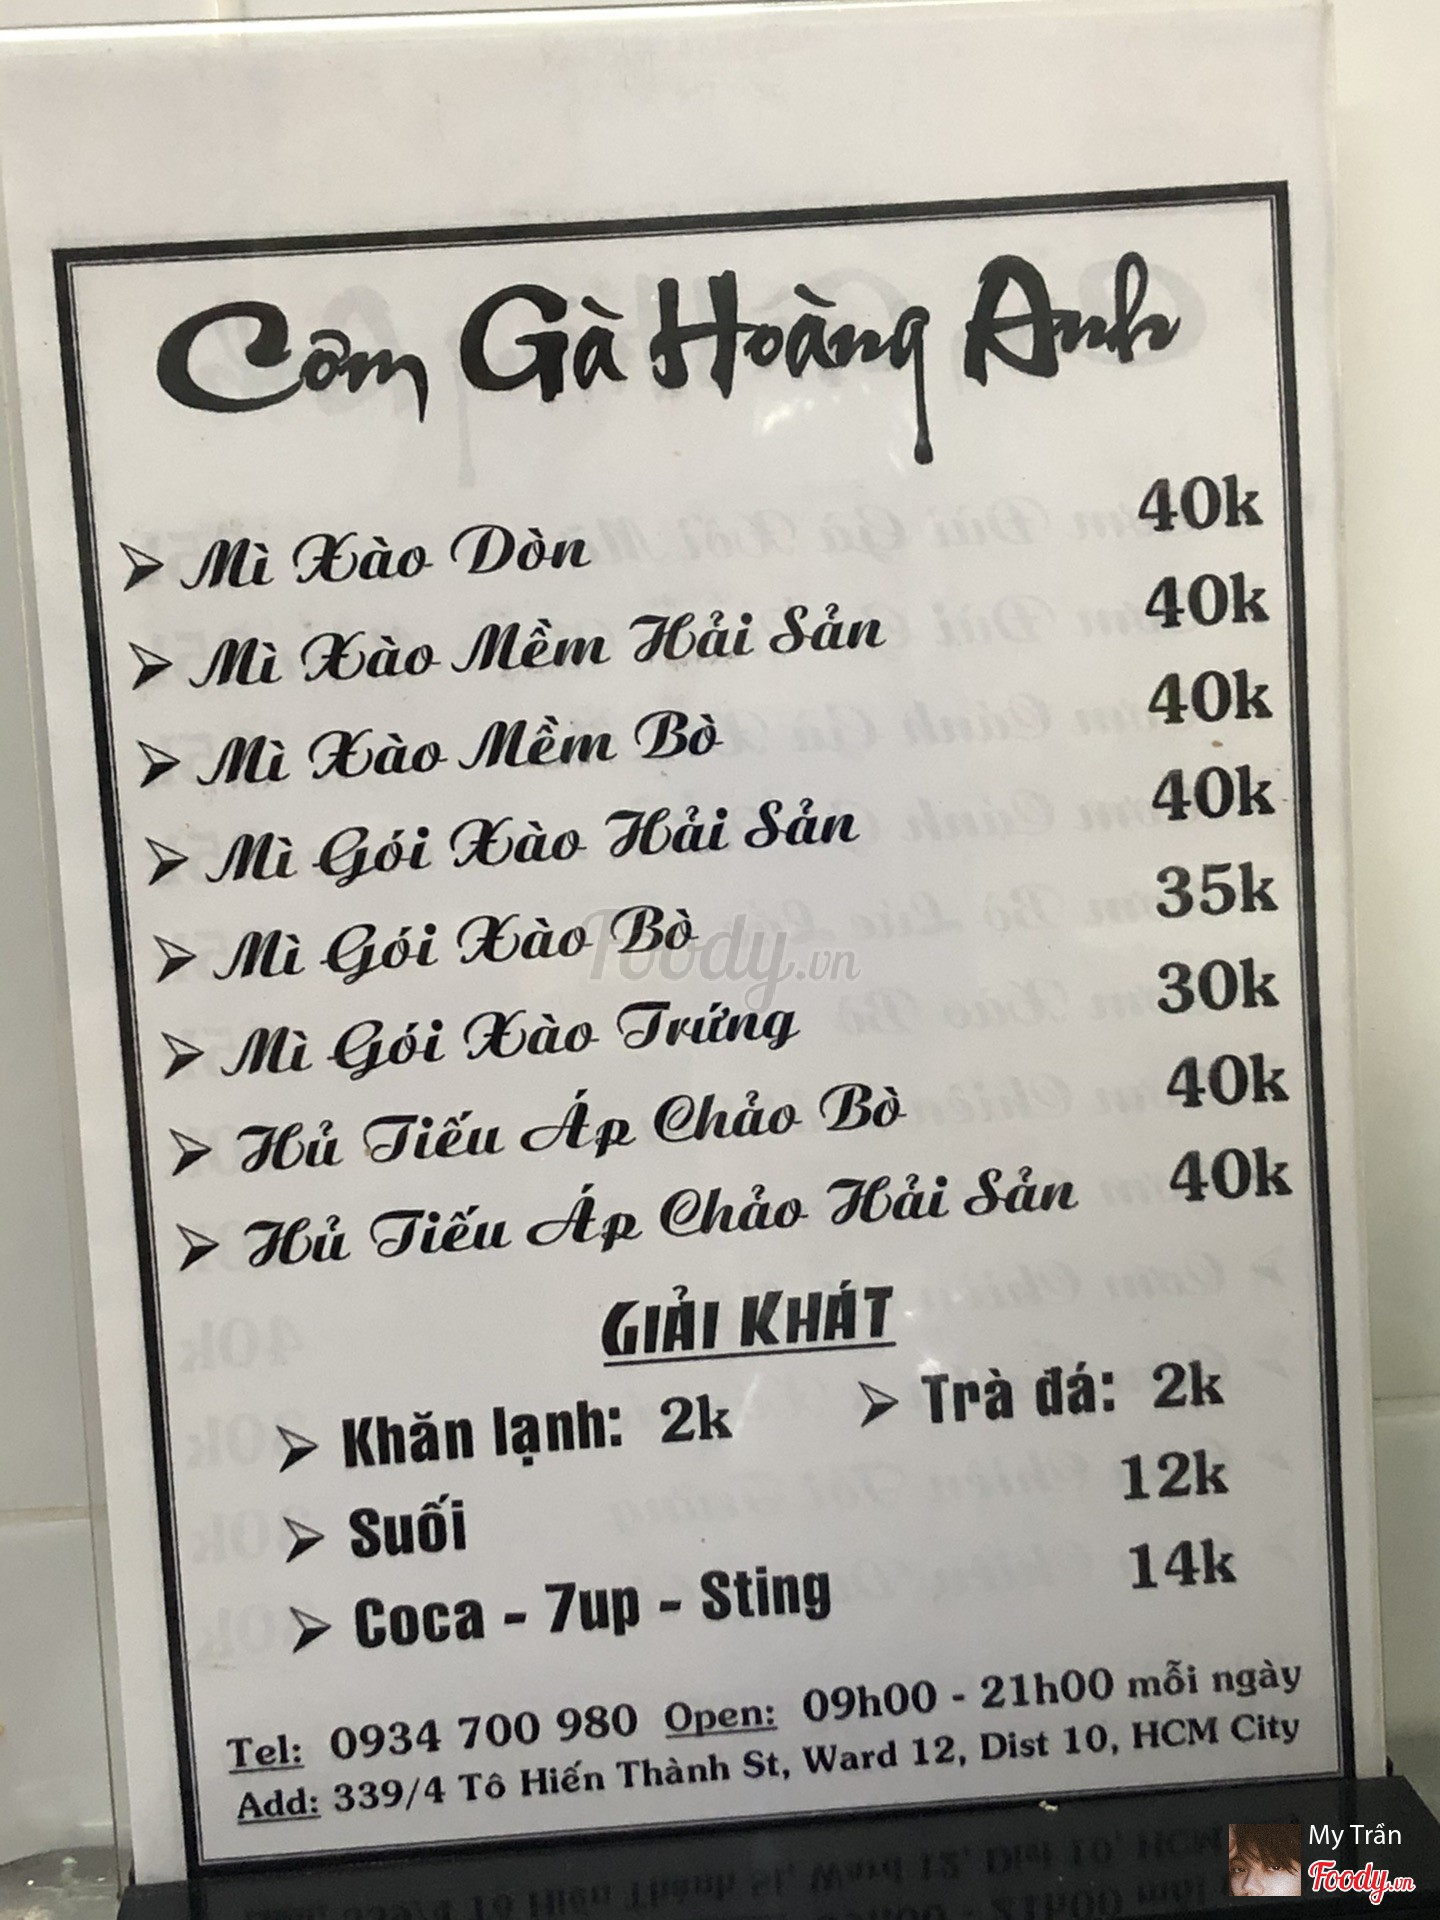 Cơm Gà Hoàng Anh
Mì Xào Dòn 40k
Mì Xào Mềm Hải Sản 40k
Mì Xào Mềm Bò 40k
Mì Gói Xào Hải Sản 40k
Mì Gói Xào Bò 35k
Mì Gói Xào Trứng 30k
Hủ Tiếu Áp Chảo Bò 40k
Hủ Tiếu Áp Chảo Hải Sản 40k
GIẢI KHÁT
Khăn lạnh: 2k Trà đá: 2k
Suối 12k
Coca - 7up - Sting 14k
Tel: 0934 700 980 Open: 09h00 - 21h00 mỗi ngày
Add: 339/4 Tô Hiến Thành St, Ward 12, Dist 10, HCM City
Foody.vn
My Trần
Foody.vn